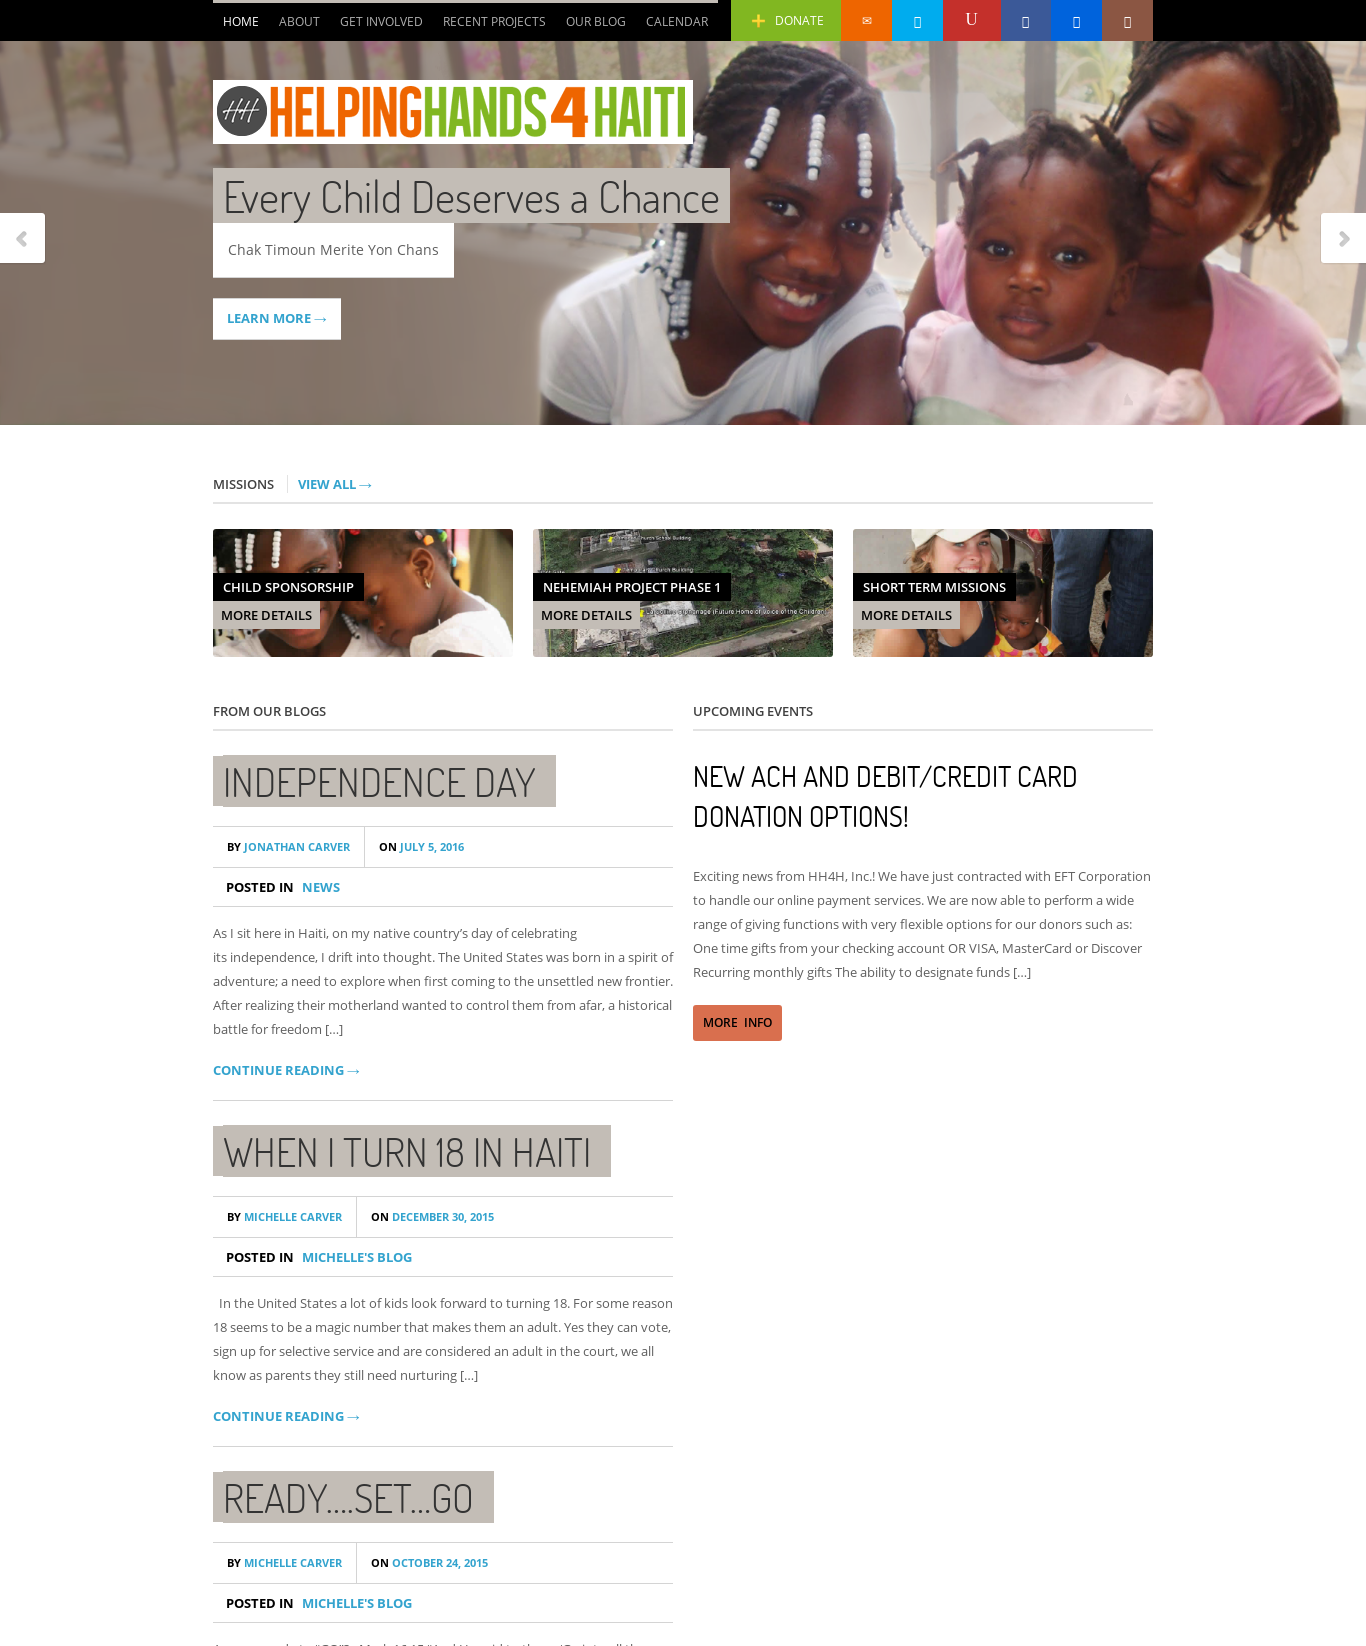 HOME ABOUT GET INVOLVED RECENT PROJECTS OUR BLOG CALENDAR DONATE U
HH HELPINGHANDS4HAITI
Every Child Deserves a Chance
Chak Timoun Merite Yon Chans
LEARN MORE →
MISSIONS VIEW ALL →
CHILD SPONSORSHIP
MORE DETAILS
NEHEMIAH PROJECT PHASE 1
MORE DETAILS
SHORT TERM MISSIONS
MORE DETAILS
FROM OUR BLOGS
INDEPENDENCE DAY
BY JONATHAN CARVER ON JULY 5, 2016
POSTED IN NEWS
As I sit here in Haiti, on my native country’s day of celebrating
its independence, I drift into thought. The United States was born in a spirit of
adventure; a need to explore when first coming to the unsettled new frontier.
After realizing their motherland wanted to control them from afar, a historical
battle for freedom […]
CONTINUE READING →
WHEN I TURN 18 IN HAITI
BY MICHELLE CARVER ON DECEMBER 30, 2015
POSTED IN MICHELLE'S BLOG
In the United States a lot of kids look forward to turning 18. For some reason
18 seems to be a magic number that makes them an adult. Yes they can vote,
sign up for selective service and are considered an adult in the court, we all
know as parents they still need nurturing […]
CONTINUE READING →
READY....SET...GO
BY MICHELLE CARVER ON OCTOBER 24, 2015
POSTED IN MICHELLE'S BLOG
UPCOMING EVENTS
NEW ACH AND DEBIT/CREDIT CARD
DONATION OPTIONS!
Exciting news from HH4H, Inc.! We have just contracted with EFT Corporation
to handle our online payment services. We are now able to perform a wide
range of giving functions with very flexible options for our donors such as:
One time gifts from your checking account OR VISA, MasterCard or Discover
Recurring monthly gifts The ability to designate funds […]
MORE INFO